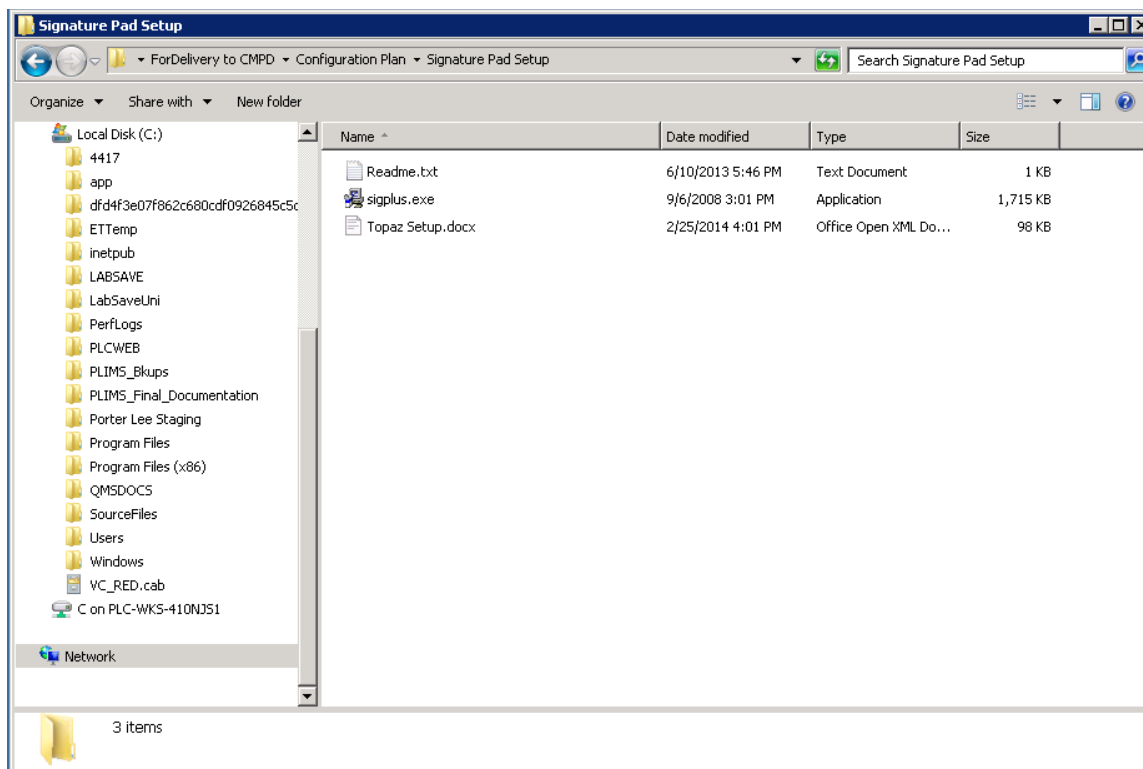 Signature Pad Setup
ForDelivery to CMPD Configuration Plan Signature Pad Setup Search Signature Pad Setup
Organize Share with New folder
Local Disk (C:)
4417
app
dfd4f3e07f862c680cdf0926845c5c
ETTemp
inetpub
LABSAVE
LabSaveUni
PerfLogs
PLCWEB
PLIMS_Bkups
PLIMS_Final_Documentation
Porter Lee Staging
Program Files
Program Files (x86)
QMSDOCS
SourceFiles
Users
Windows
VC_RED.cab
C on PLC-WKS-410NJS1
Network
Name Date modified Type Size
Readme.txt 6/10/2013 5:46 PM Text Document 1 KB
sigplus.exe 9/6/2008 3:01 PM Application 1,715 KB
Topaz Setup.docx 2/25/2014 4:01 PM Office Open XML Do... 98 KB
3 items